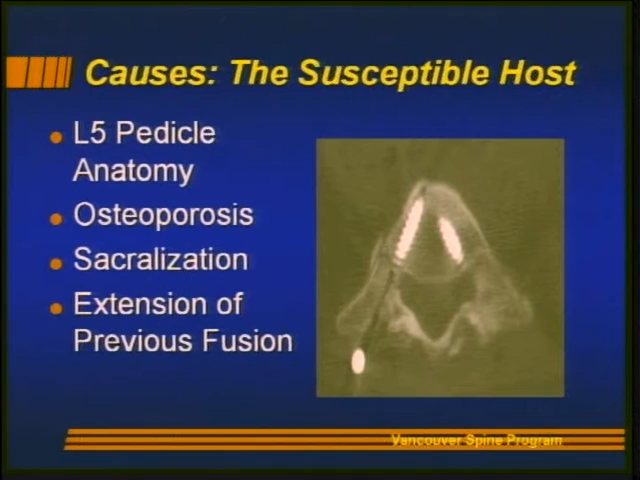 Causes: The Susceptible Host
L5 Pedicle
Anatomy
Osteoporosis
Sacralization
Extension of
Previous Fusion
Vancouver Spine Program